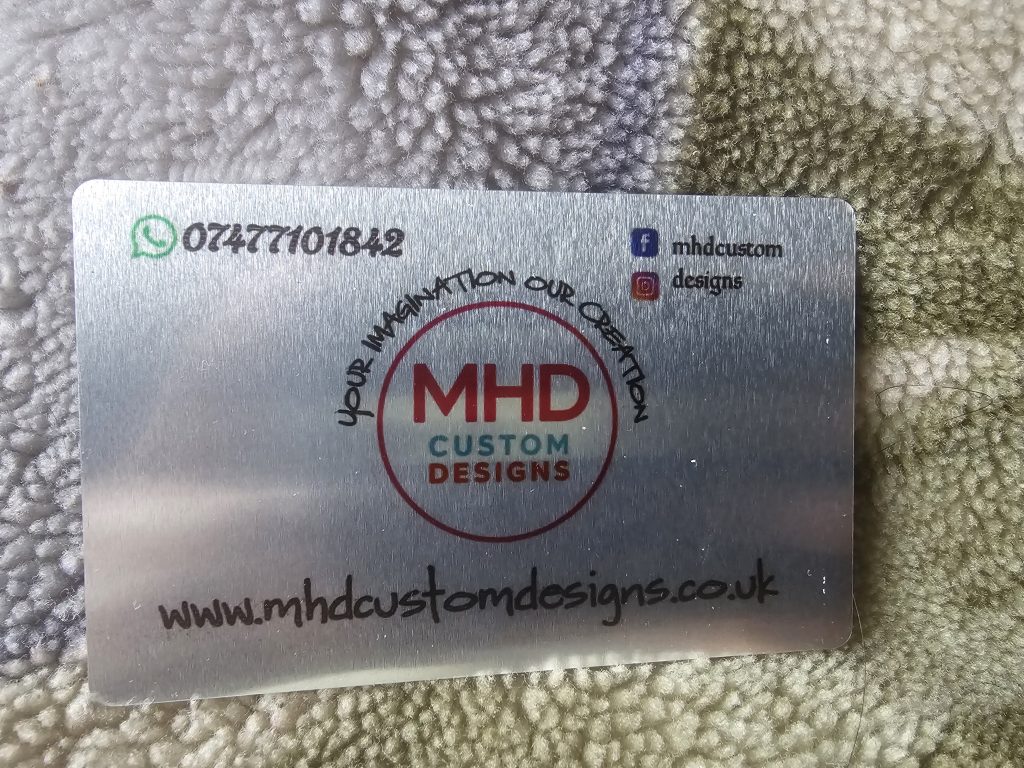 07477101842
mhdcustom
designs
YOUR IMAGINATION OUR CREATION
MHD
CUSTOM
DESIGNS
www.mhdcustomdesigns.co.uk